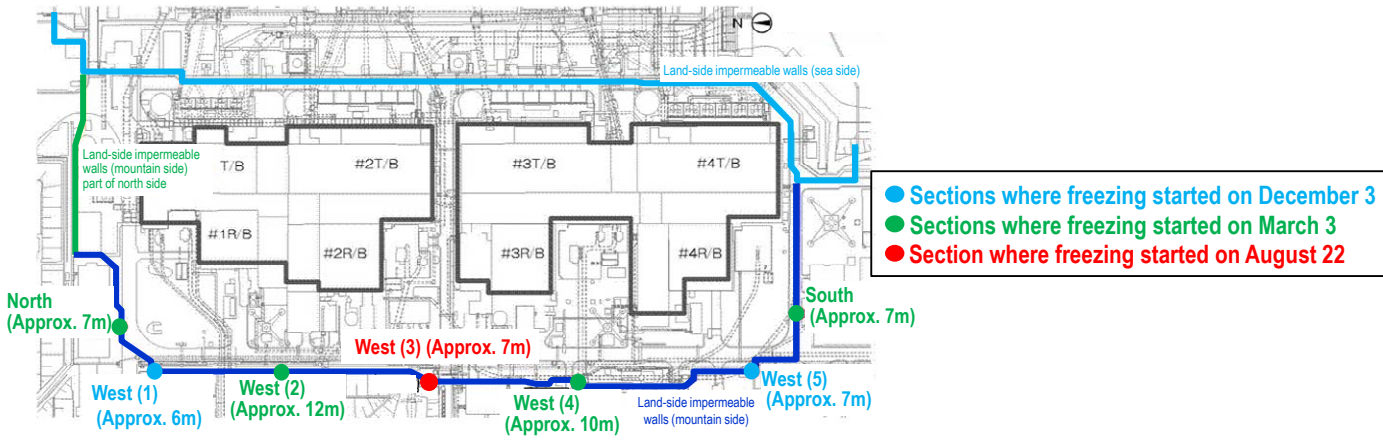 N
Land-side impermeable walls (sea side)
Land-side impermeable
walls (mountain side)
part of north side
T/B
#2T/B
#3T/B
#4T/B
#1R/B
#2R/B
#3R/B
#4R/B
Sections where freezing started on December 3
Sections where freezing started on March 3
Section where freezing started on August 22
North
(Approx. 7m)
South
(Approx. 7m)
West (3) (Approx. 7m)
West (1)
(Approx. 6m)
West (2)
(Approx. 12m)
West (4)
(Approx. 10m)
Land-side impermeable
walls (mountain side)
West (5)
(Approx. 7m)